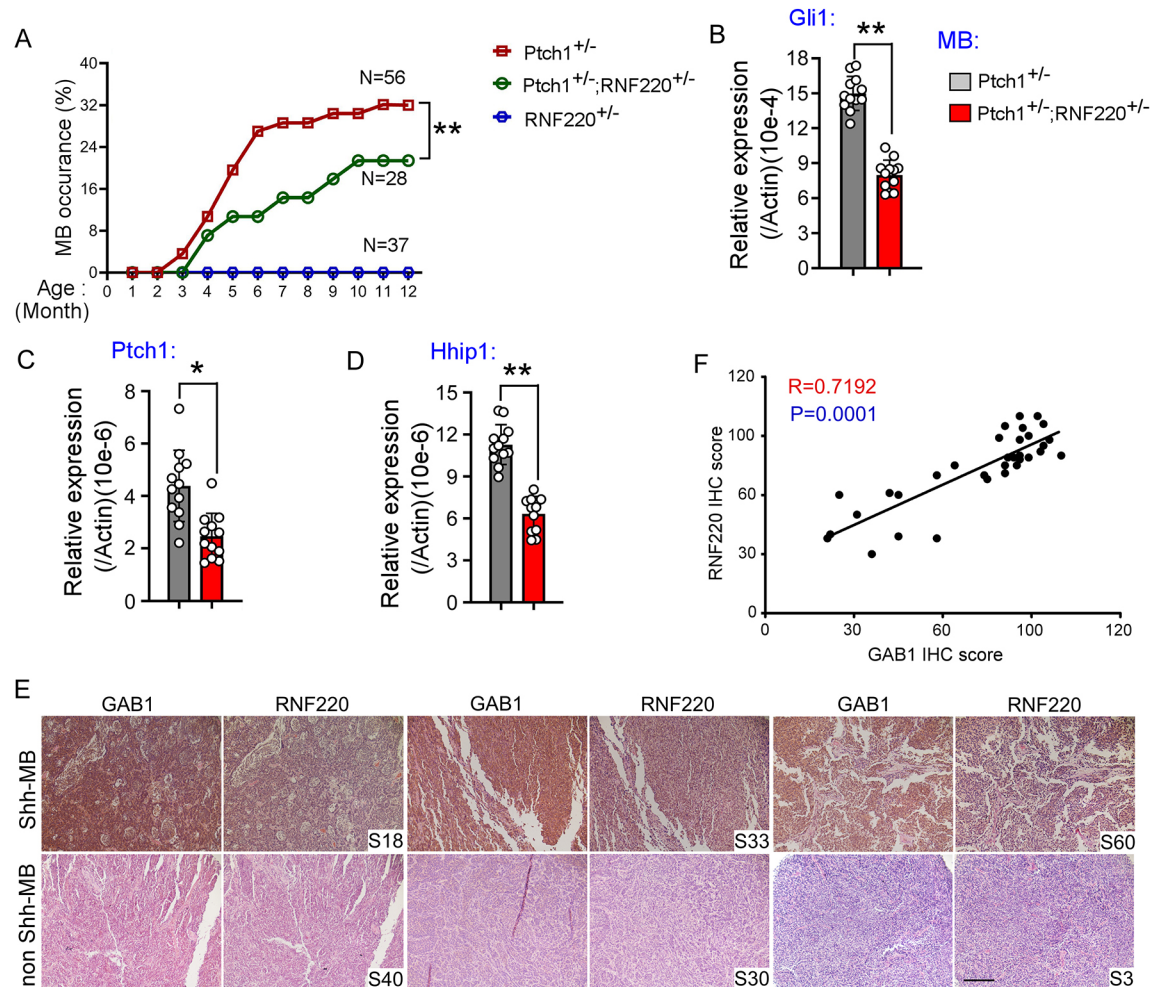 A
MB occurance (%)
40
32
24
16
8
0
N=56
N=28
N=37
**
Age :
(Month)
0 1 2 3 4 5 6 7 8 9 10 11 12
Ptch1+/-
Ptch1+/-;RNF220+/-
RNF220+/-
B
Gli1:
**
Relative expression
(/Actin)(10e-4)
18
15
12
9
6
3
0
MB:
Ptch1+/-
Ptch1+/-;RNF220+/-
C
Ptch1:
*
Relative expression
(/Actin)(10e-6)
8
6
4
2
0
D
Hhip1:
**
Relative expression
(/Actin)(10e-6)
15
12
9
6
3
0
F
R=0.7192
P=0.0001
RNF220 IHC score
120
100
60
30
0
0 30 60 100 120
GAB1 IHC score
E
GAB1 RNF220 GAB1 RNF220 GAB1 RNF220
Shh-MB
S18 S33 S60
non Shh-MB
S40 S30 S3